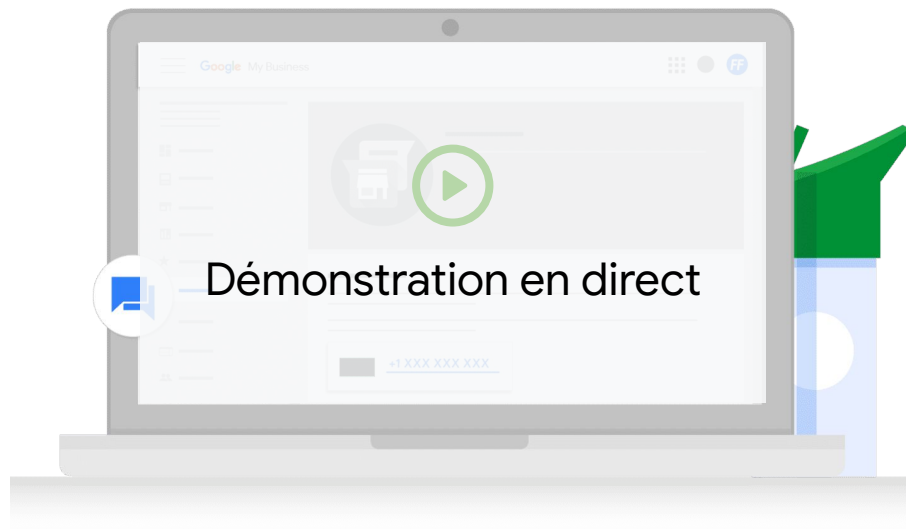 Google My Business
FF
Démonstration en direct
+1 XXX XXX XXX